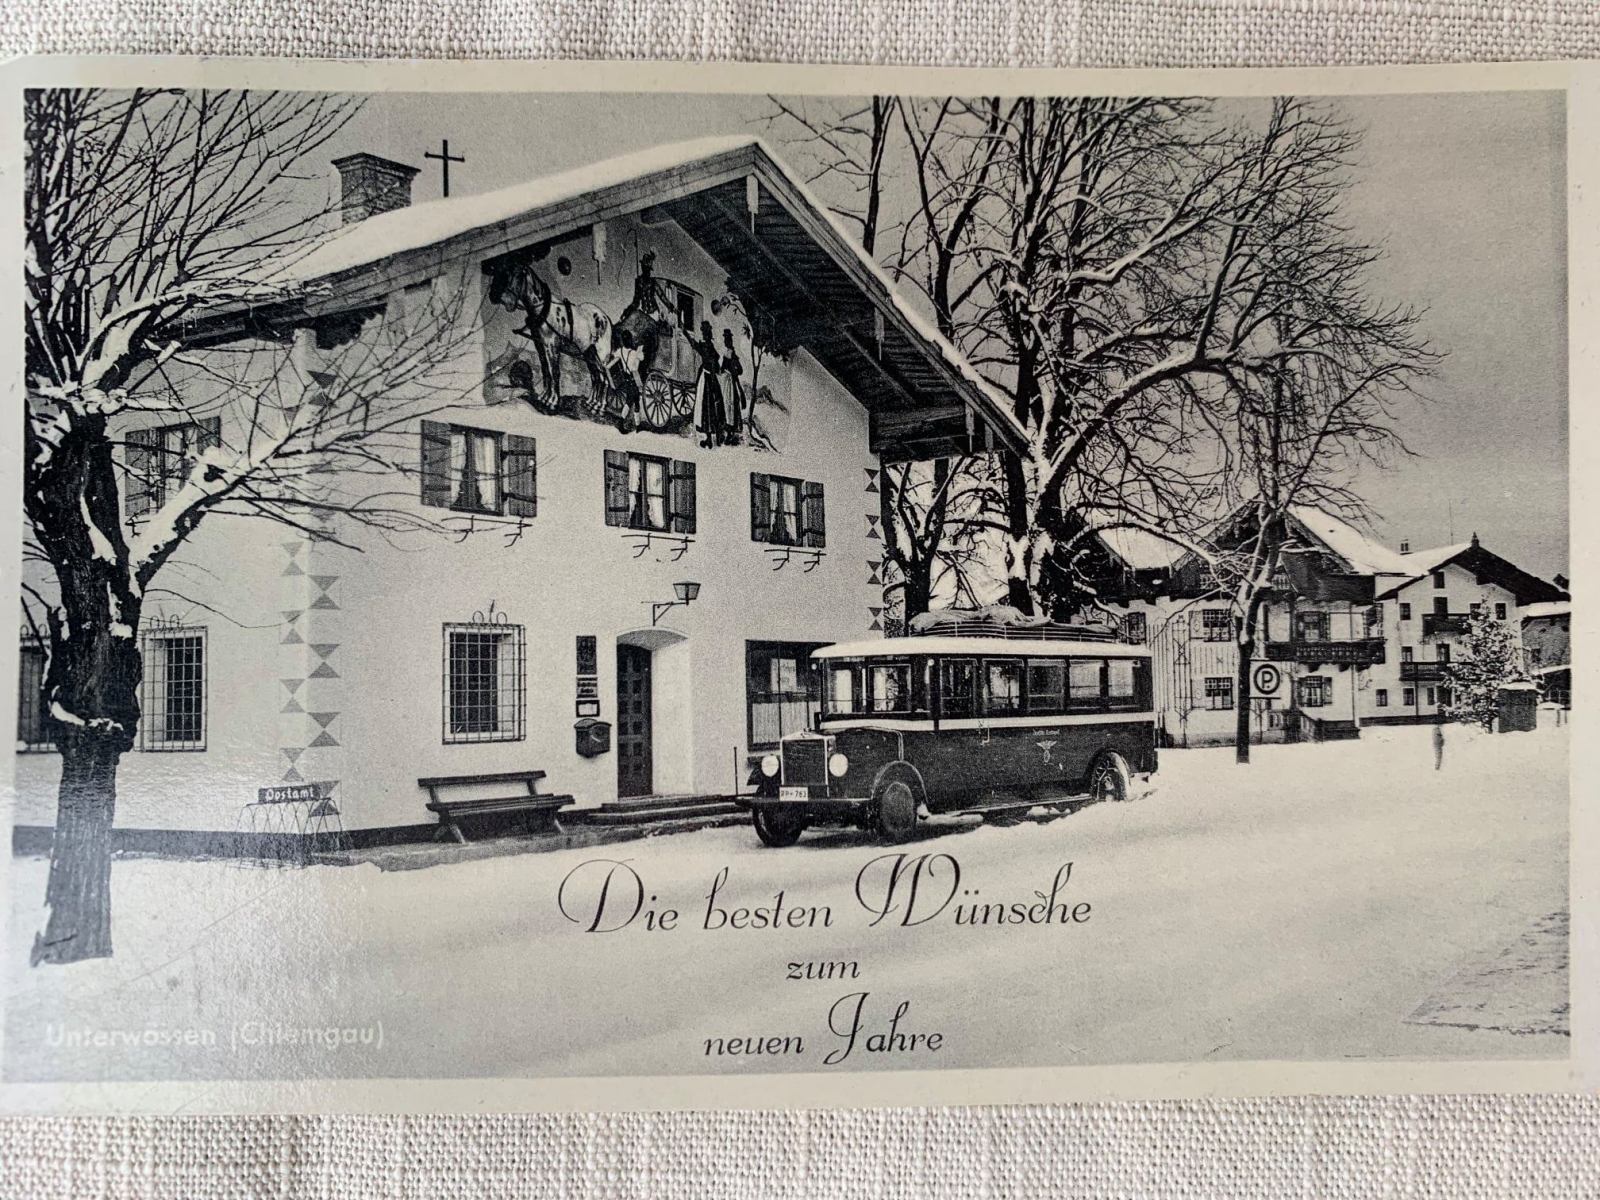 Postamt
P
Die besten Wünsche
zum
neuen Jahre
Unterwössen (Chiemgau)